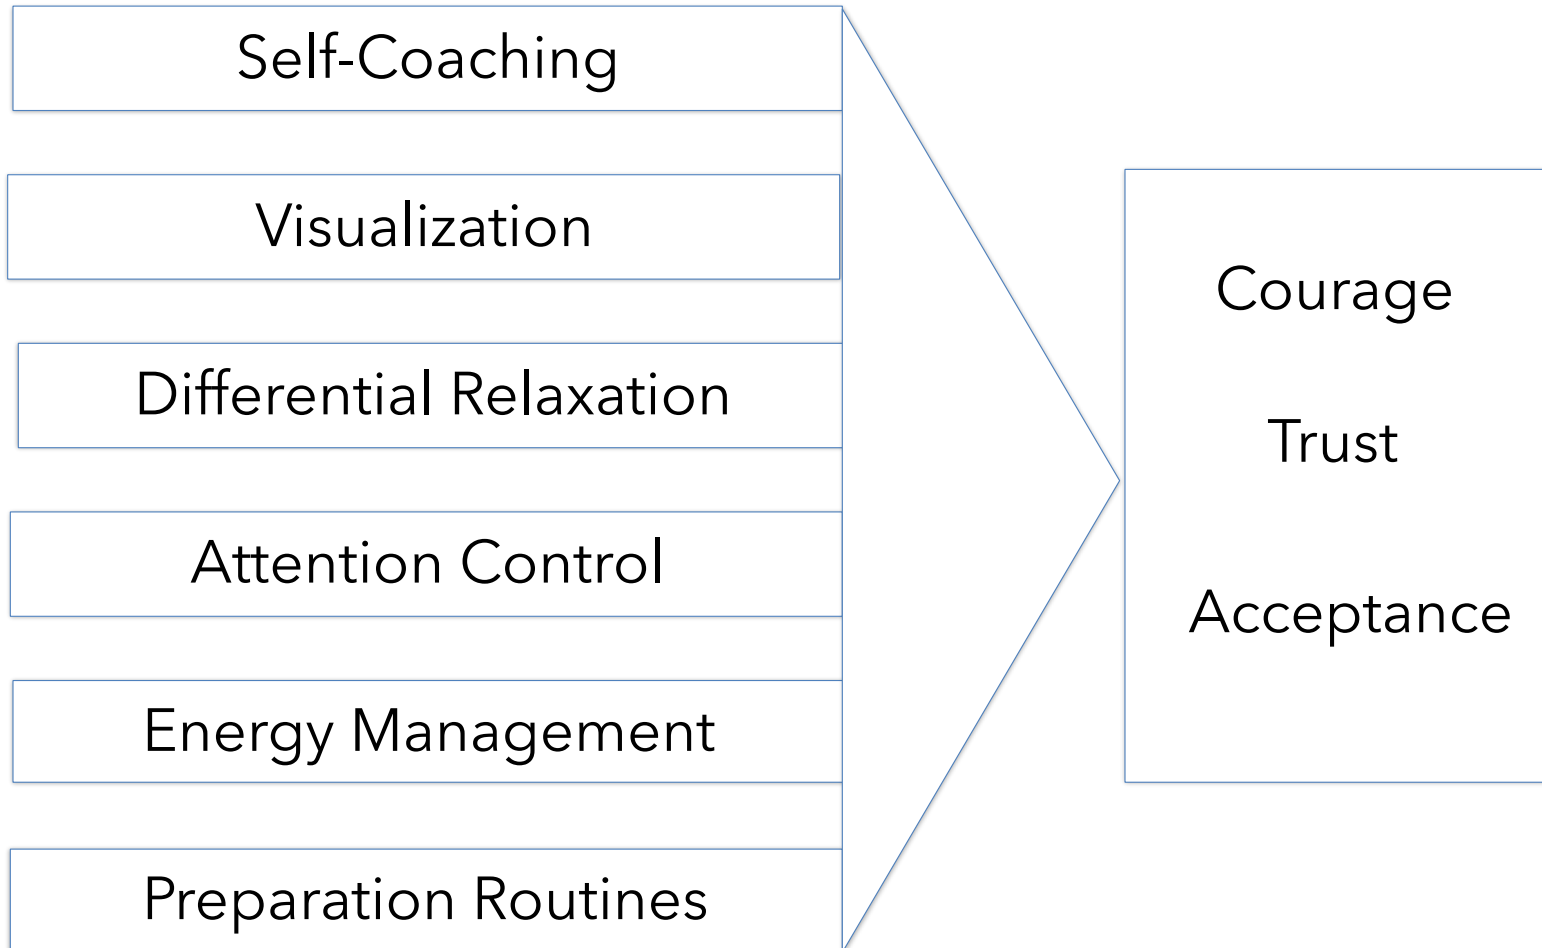 Self-Coaching
Visualization
Differential Relaxation
Attention Control
Energy Management
Preparation Routines
Courage
Trust
Acceptance